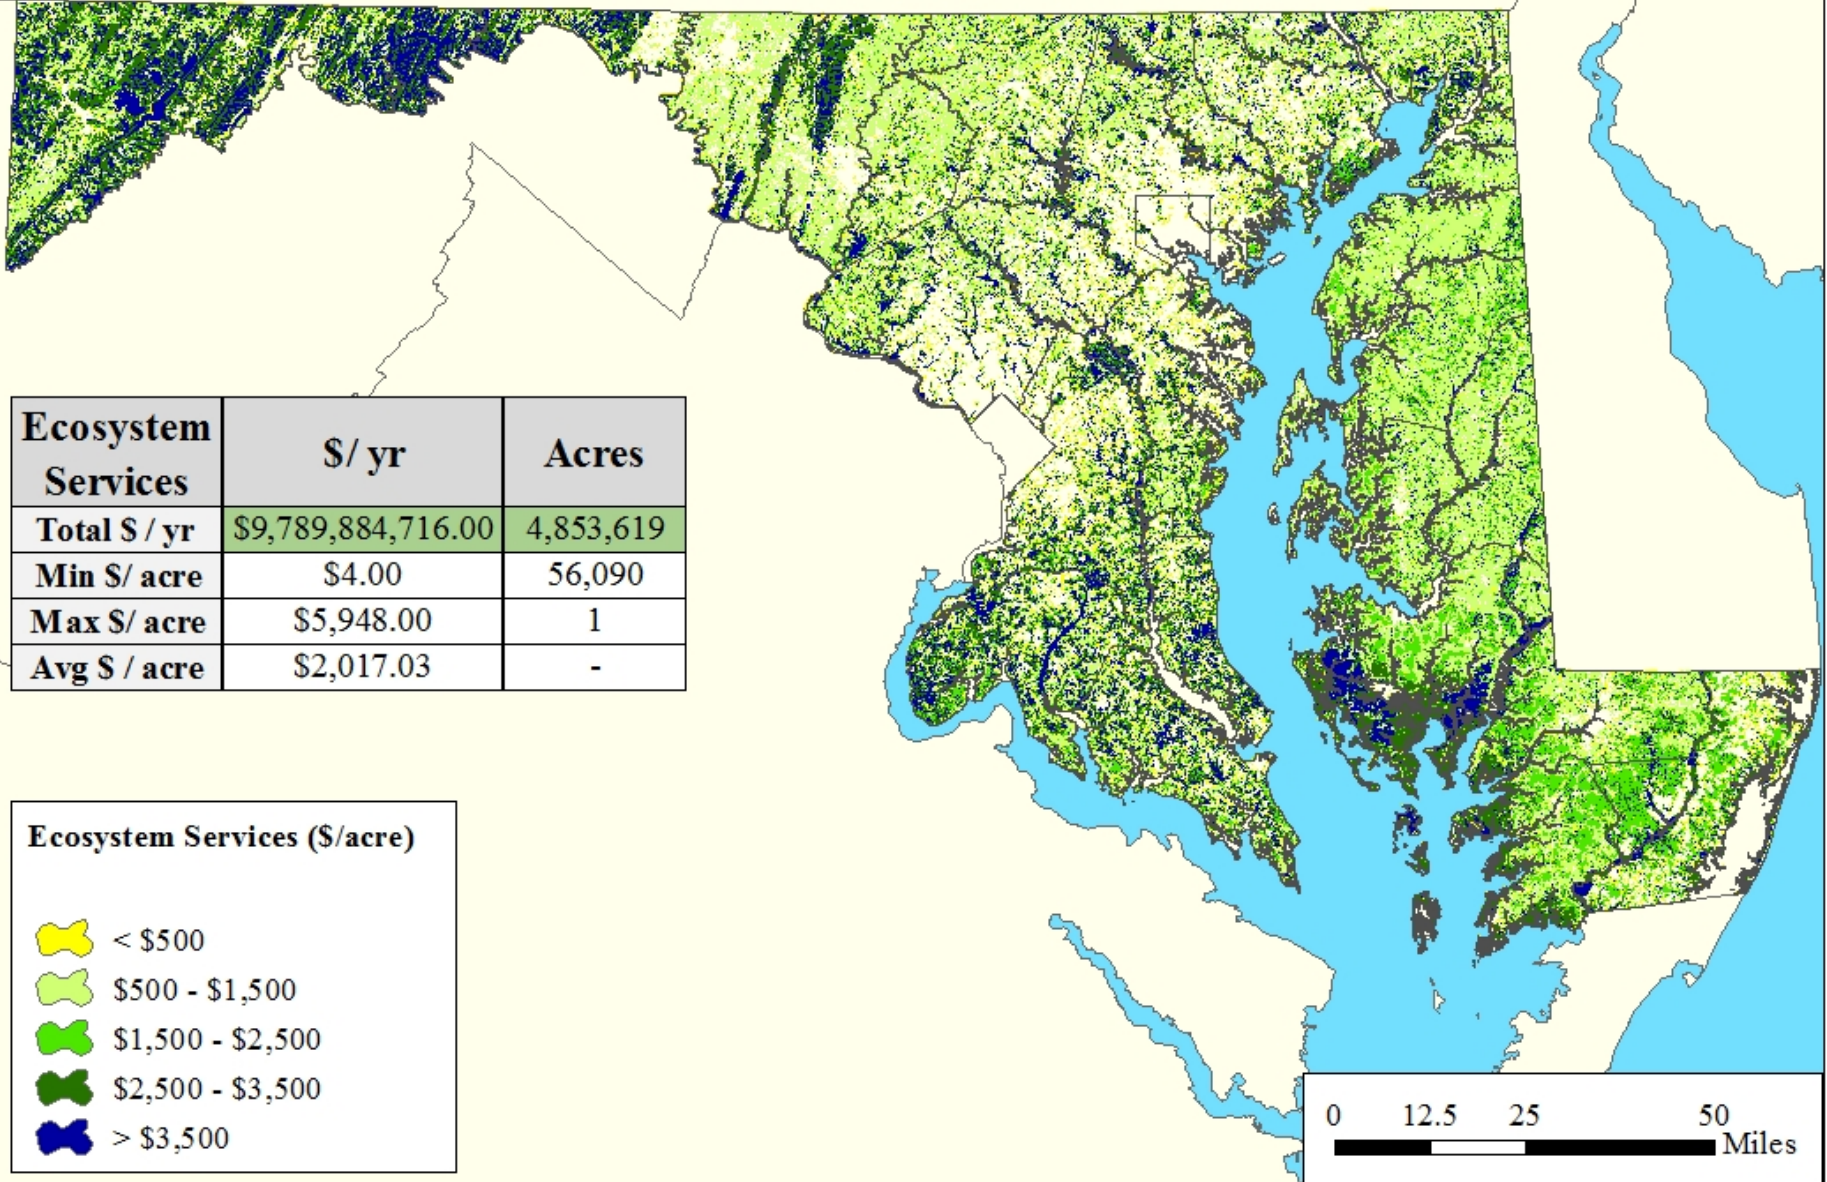 Ecosystem Services $/ yr Acres
Total $ / yr $9,789,884,716.00 4,853,619
Min $/ acre $4.00 56,090
Max $/ acre $5,948.00 1
Avg $ / acre $2,017.03 -
Ecosystem Services ($/acre)
< $500
$500 - $1,500
$1,500 - $2,500
$2,500 - $3,500
> $3,500
0 12.5 25 50
Miles